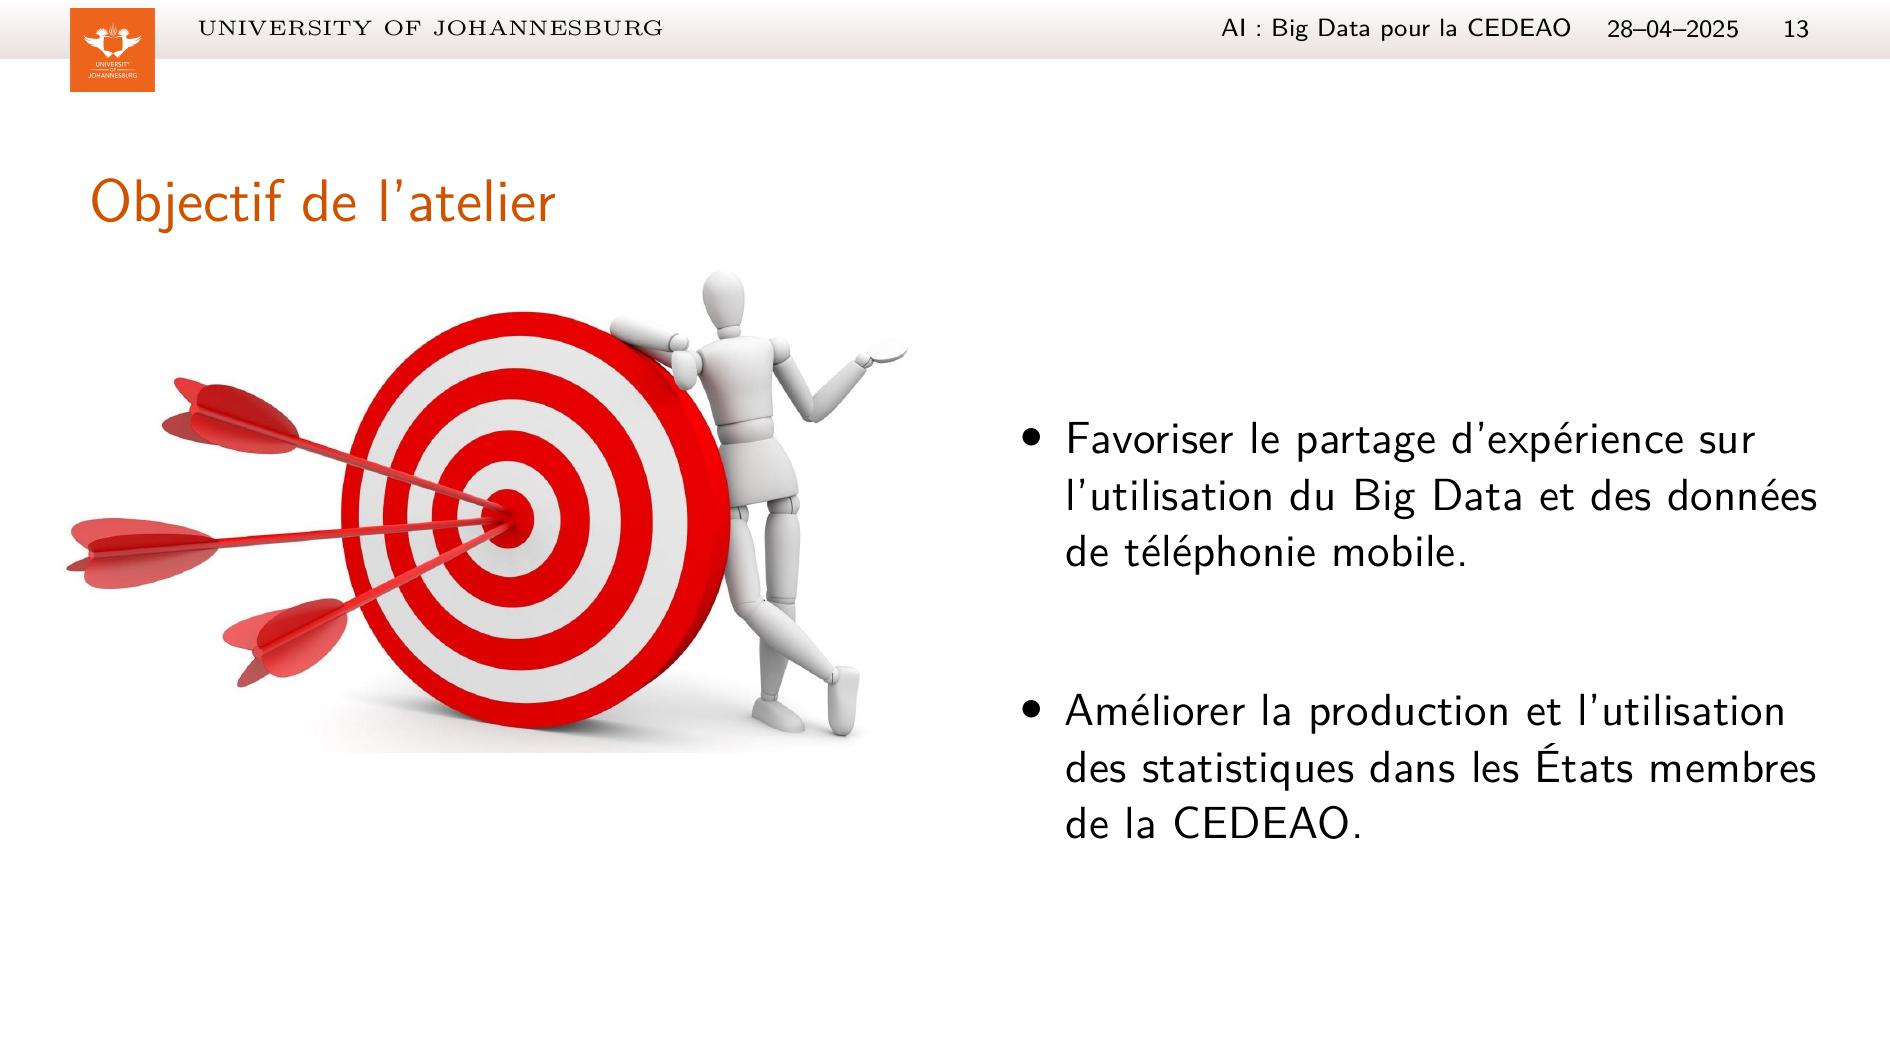 UNIVERSITY OF JOHANNESBURG
AI : Big Data pour la CEDEAO 28–04–2025 13
UNIVERSITY
OF
JOHANNESBURG
Objectif de l'atelier
• Favoriser le partage d'expérience sur
l'utilisation du Big Data et des données
de téléphonie mobile.
• Améliorer la production et l'utilisation
des statistiques dans les États membres
de la CEDEAO.